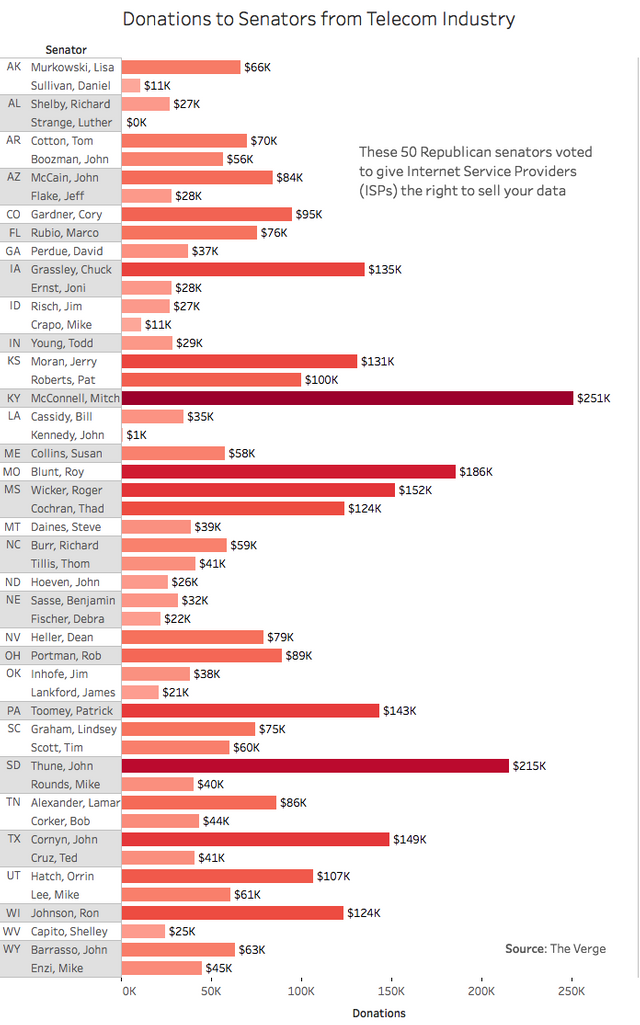 Donations to Senators from Telecom Industry
Senator
AK Murkowski, Lisa $66K
Sullivan, Daniel $11K
AL Shelby, Richard $27K
Strange, Luther $0K
AR Cotton, Tom $70K
Boozman, John $56K
These 50 Republican senators voted
to give Internet Service Providers
(ISPs) the right to sell your data
AZ McCain, John $84K
Flake, Jeff $28K
CO Gardner, Cory $95K
FL Rubio, Marco $76K
GA Perdue, David $37K
IA Grassley, Chuck $135K
Ernst, Joni $28K
ID Risch, Jim $27K
Crapo, Mike $11K
IN Young, Todd $29K
KS Moran, Jerry $131K
Roberts, Pat $100K
KY McConnell, Mitch $251K
LA Cassidy, Bill $35K
Kennedy, John $1K
ME Collins, Susan $58K
MO Blunt, Roy $186K
MS Wicker, Roger $152K
Cochran, Thad $124K
MT Daines, Steve $39K
NC Burr, Richard $59K
Tillis, Thom $41K
ND Hoeven, John $26K
NE Sasse, Benjamin $32K
Fischer, Debra $22K
NV Heller, Dean $79K
OH Portman, Rob $89K
OK Inhofe, Jim $38K
Lankford, James $21K
PA Toomey, Patrick $143K
SC Graham, Lindsey $75K
Scott, Tim $60K
SD Thune, John $215K
Rounds, Mike $40K
TN Alexander, Lamar $86K
Corker, Bob $44K
TX Cornyn, John $149K
Cruz, Ted $41K
UT Hatch, Orrin $107K
Lee, Mike $61K
WI Johnson, Ron $124K
WV Capito, Shelley $25K
WY Barrasso, John $63K
Source: The Verge
Enzi, Mike $45K
0K 50K 100K 150K 200K 250K
Donations